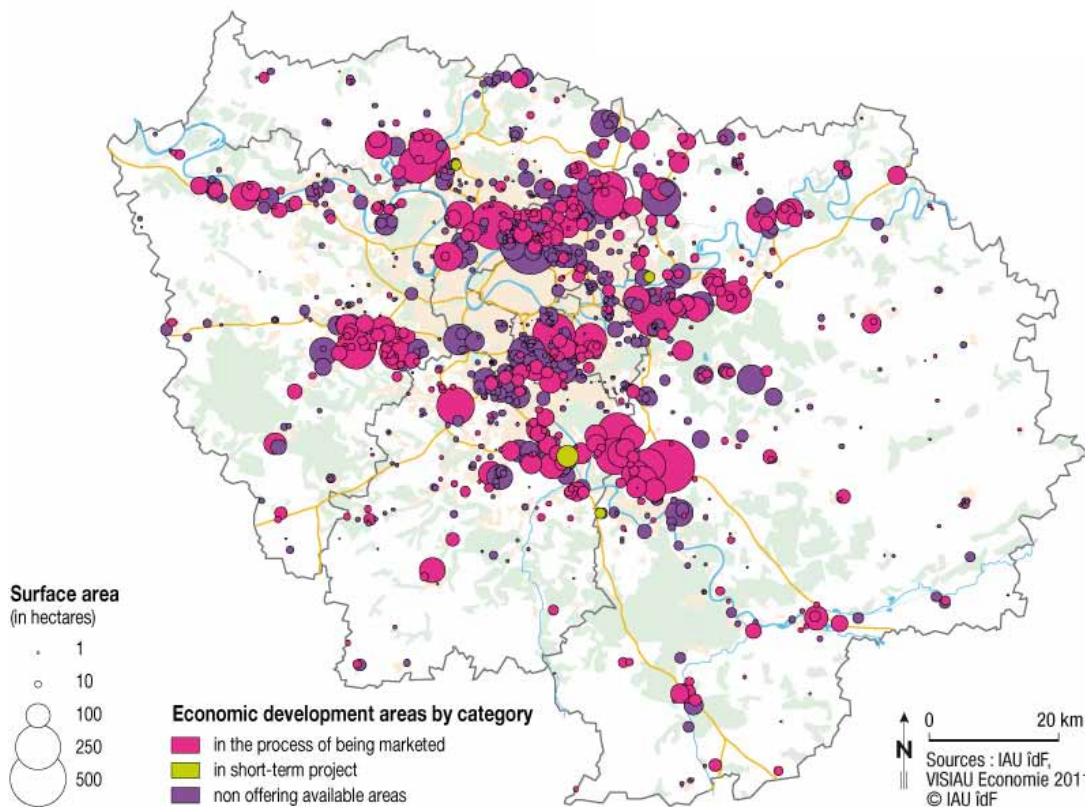 Surface area
(in hectares)
1
10
100
250
500
Economic development areas by category
in the process of being marketed
in short-term project
non offering available areas
N
0 20 km
Sources : IAU îdF,
VISIAU Economie 2011
© IAU îdF